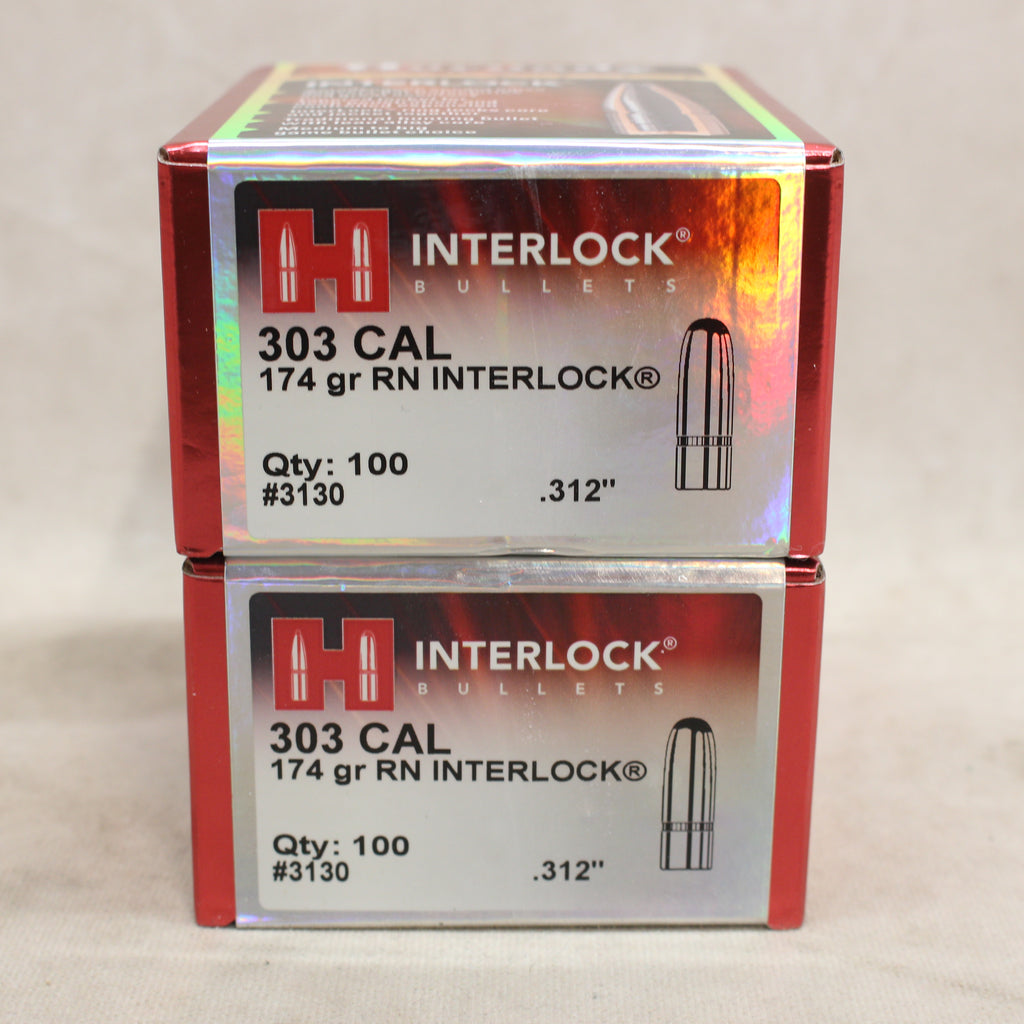 INTERLOCK
INTERLOCK®
BULLETS
303 CAL
174 gr RN INTERLOCK®
Qty: 100
#3130
.312"
INTERLOCK®
BULLETS
303 CAL
174 gr RN INTERLOCK®
Qty: 100
#3130
.312"